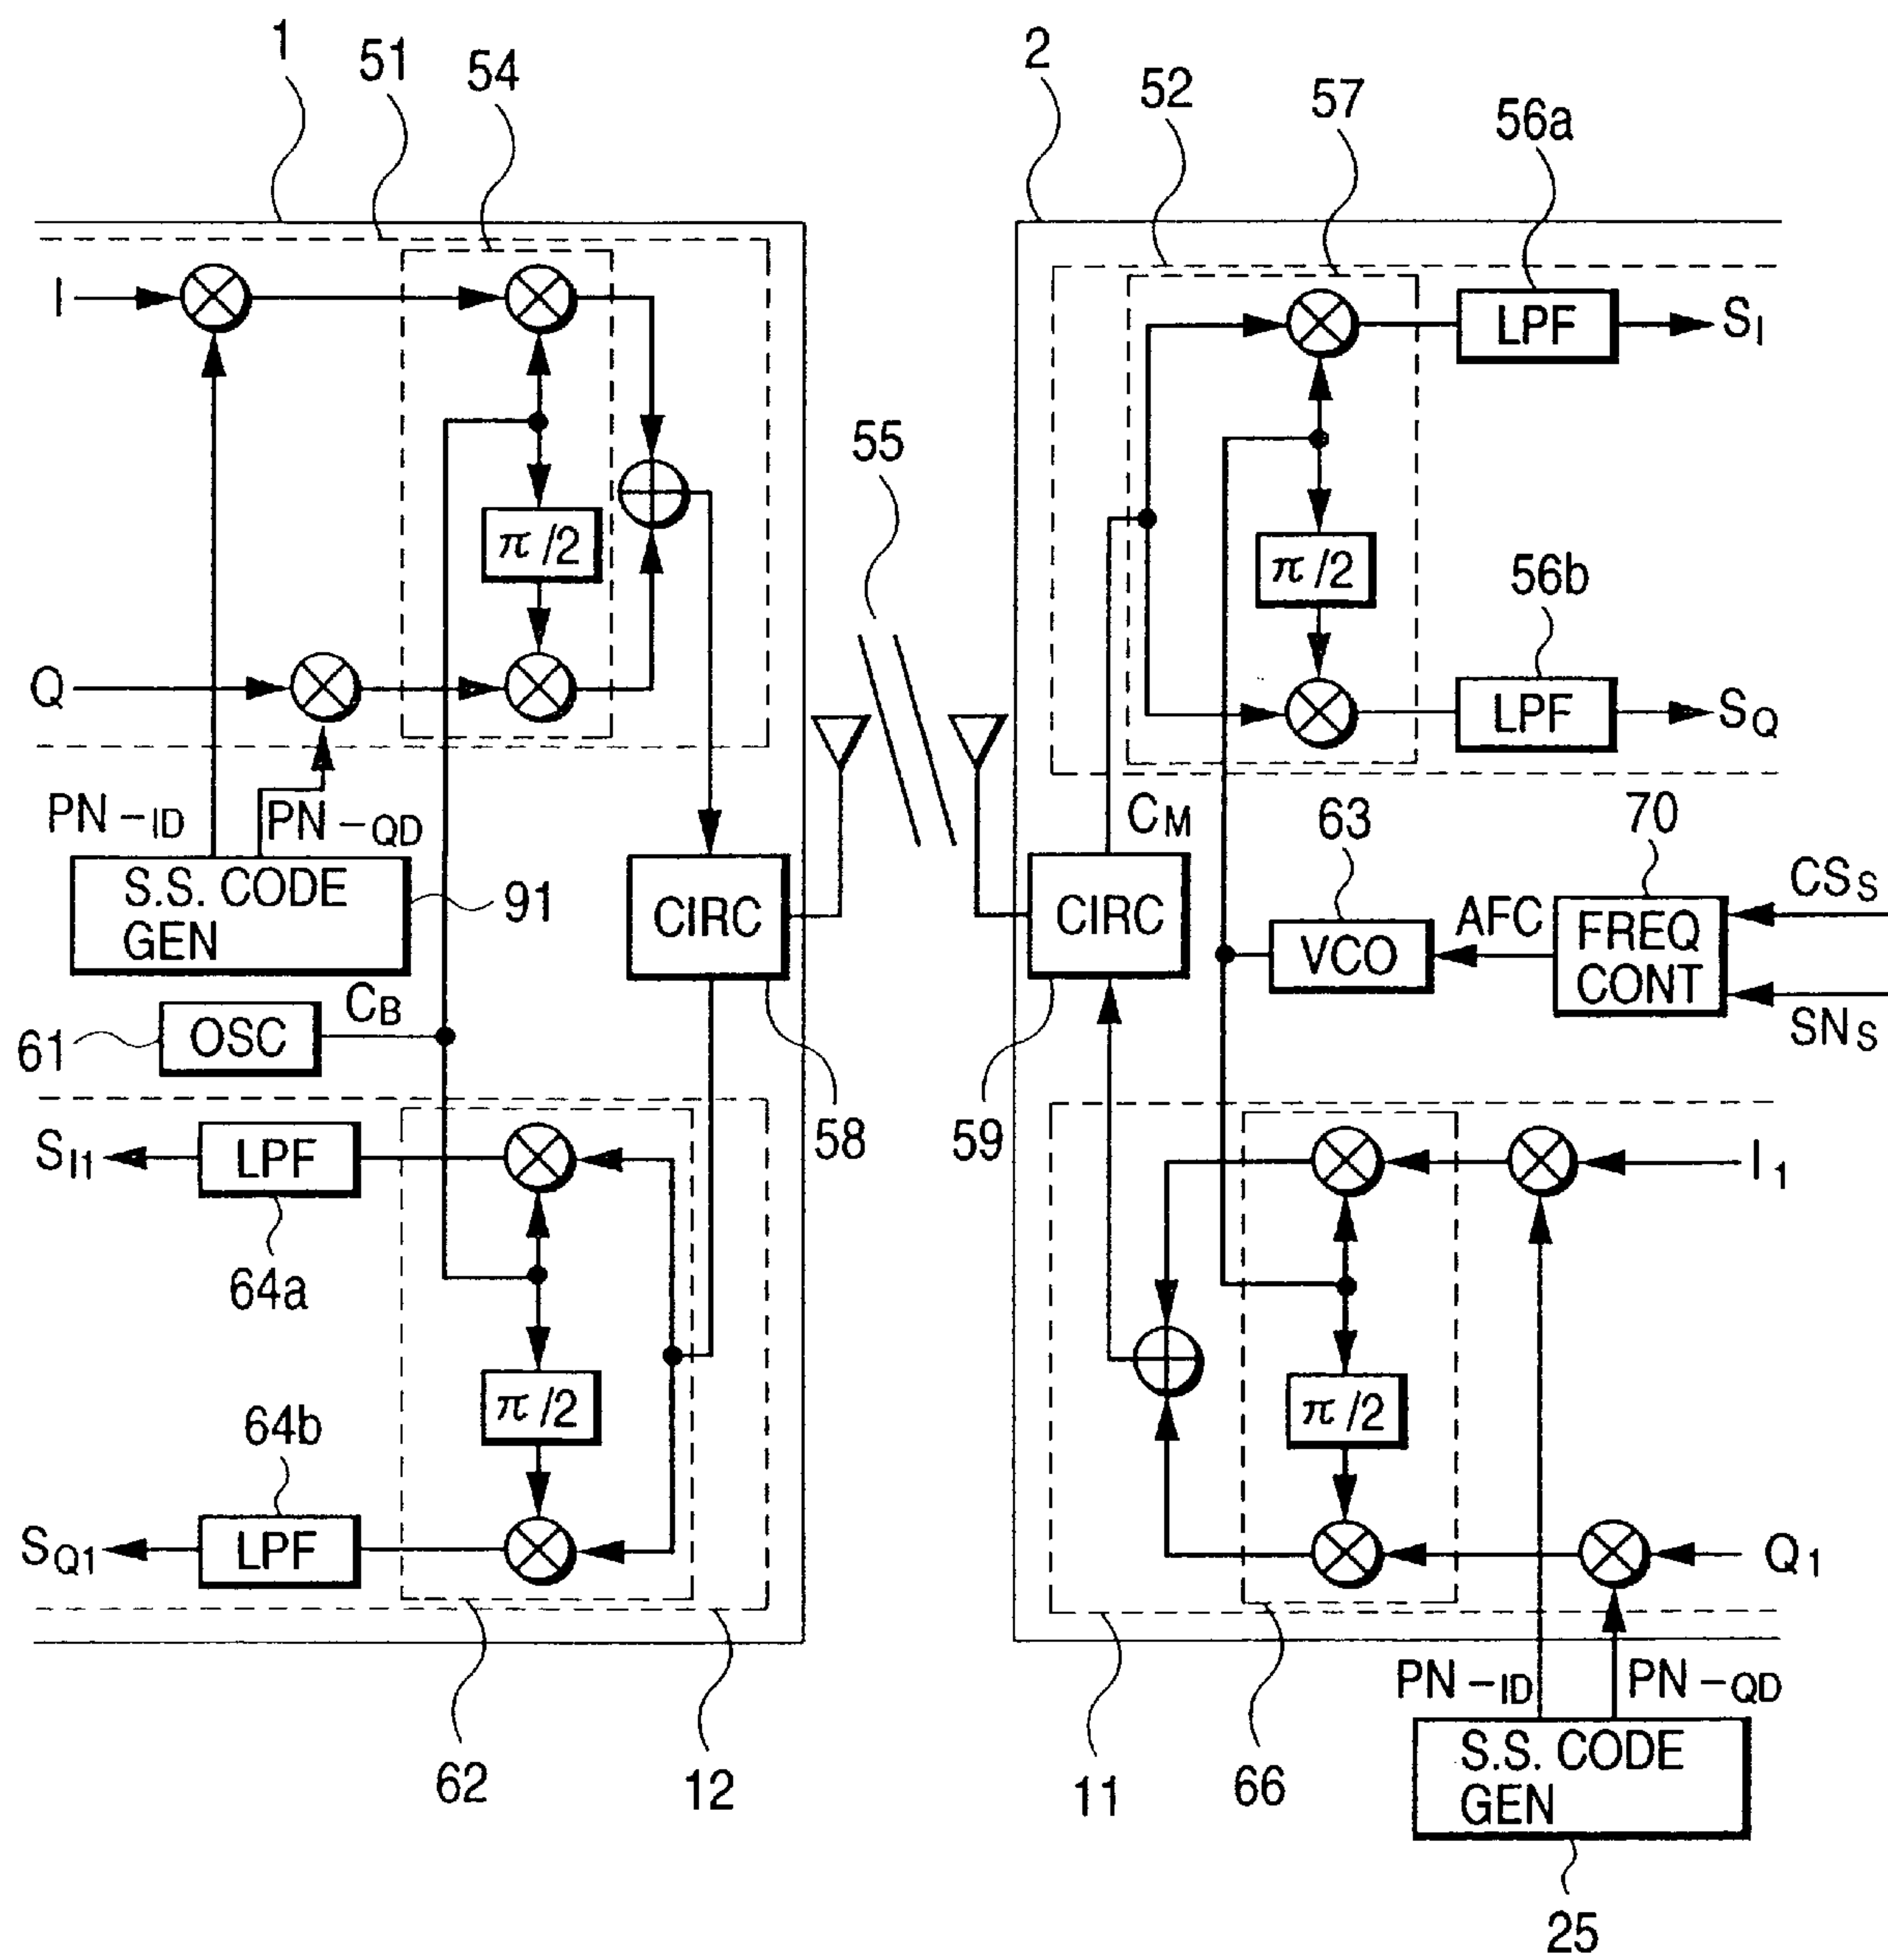 1
51
54
2
52
57
56a
I
LPF
S_I
55
π/2
π/2
56b
Q
LPF
S_Q
PN-ID
PN-QD
C_M
63
70
S.S. CODE
GEN
91
CIRC
CIRC
VCO
AFC
FREQ
CONT
CS_S
SN_S
61
OSC
C_B
58
59
S_I1
LPF
I_1
64a
π/2
π/2
64b
S_Q1
LPF
Q_1
62
12
11
66
PN-ID
PN-QD
S.S. CODE
GEN
25